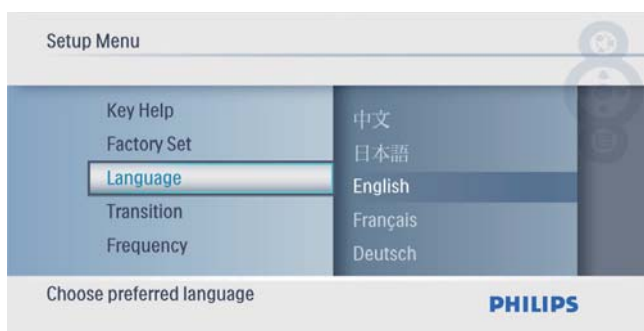 Setup Menu
Key Help
Factory Set
Language
Transition
Frequency
中文
日本語
English
Français
Deutsch
Choose preferred language
PHILIPS